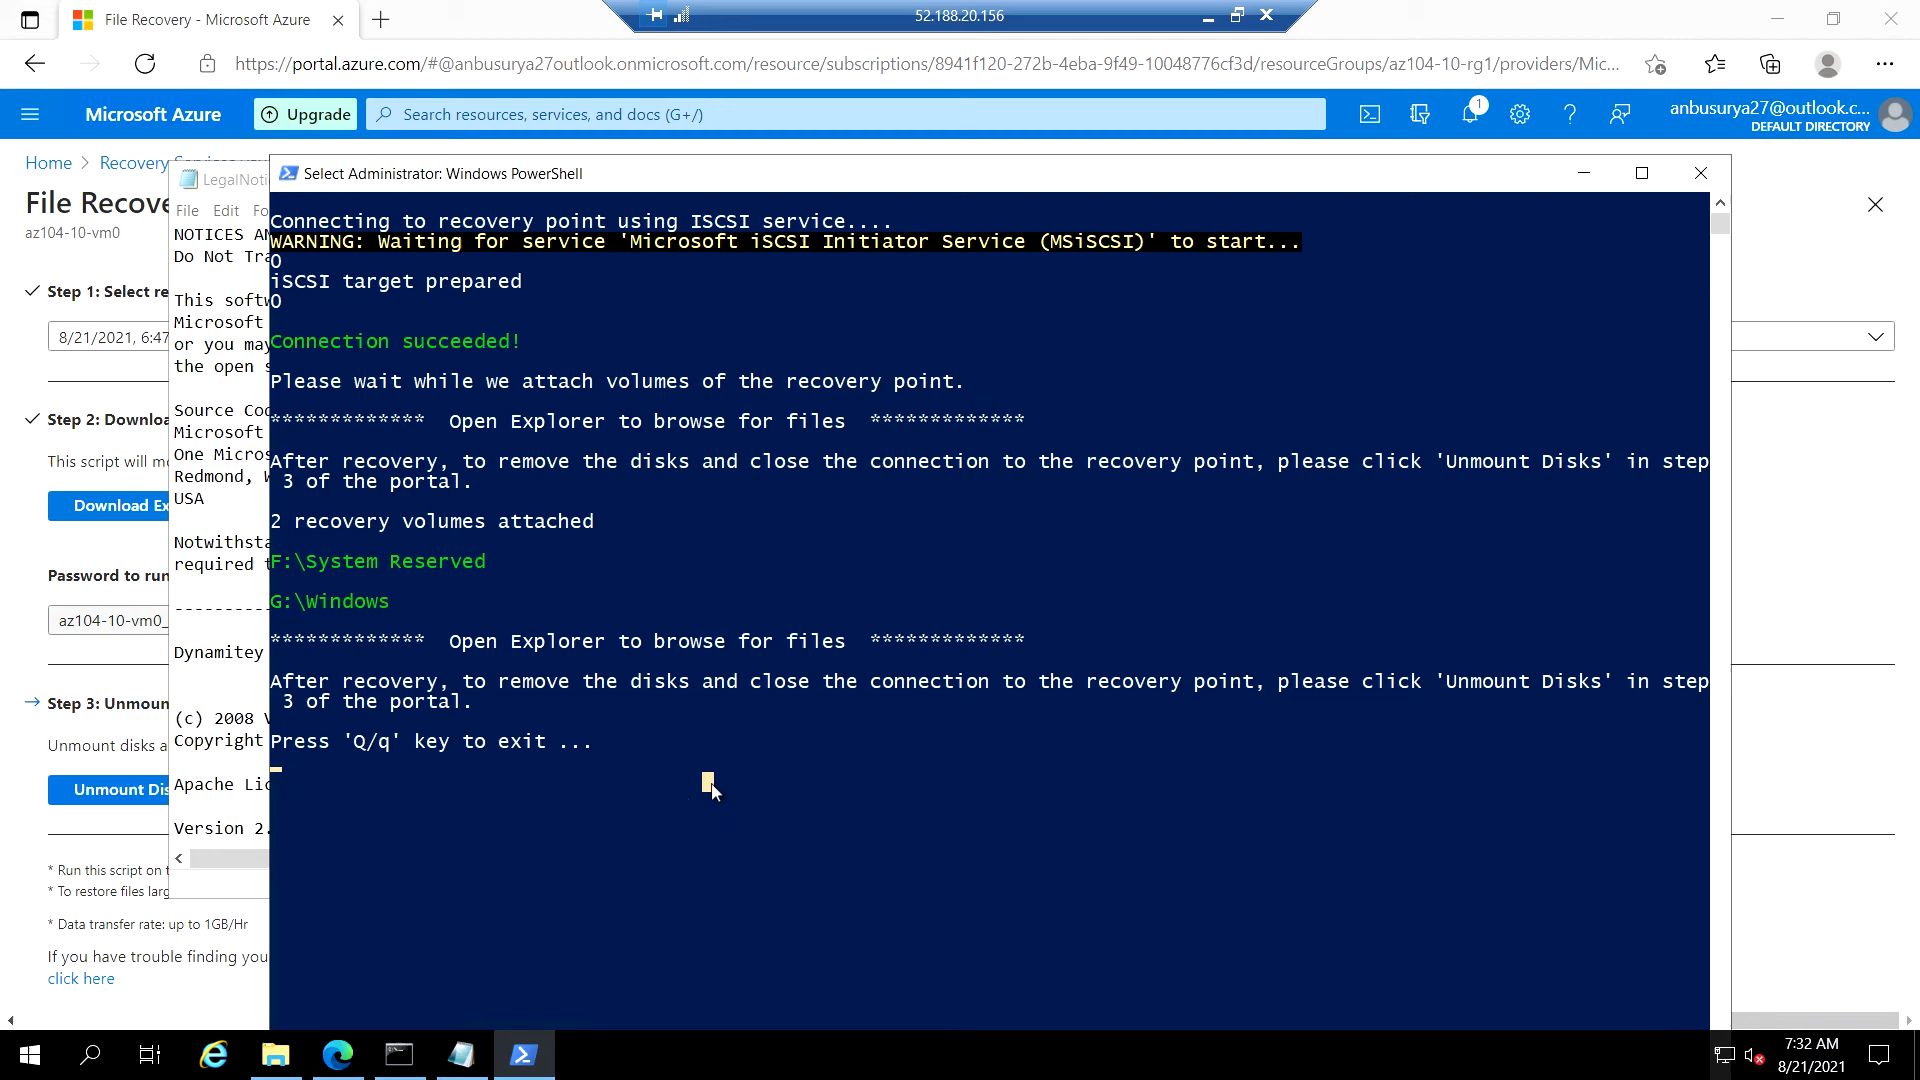 File Recovery - Microsoft Azure
52.188.20.156
https://portal.azure.com/#@anbusurya27outlook.onmicrosoft.com/resource/subscriptions/8941f120-272b-4eba-9f49-10048776cf3d/resourceGroups/az104-10-rg1/providers/Mic...
Microsoft Azure
Upgrade
Search resources, services, and docs (G+/)
1
anbusurya27@outlook.c...
DEFAULT DIRECTORY
Home > Recovery
File Recove
az104-10-vm0
Step 1: Select re
8/21/2021, 6:47
Step 2: Downloa
This script will m
Download Ex
Password to run
az104-10-vm0_
Step 3: Unmoun
Unmount disks a
Unmount Dis
* Run this script on t
* To restore files larg
* Data transfer rate: up to 1GB/Hr
If you have trouble finding you
click here
LegalNoti
File Edit Fo
NOTICES AN
Do Not Tra
This softw
Microsoft
or you may
the open s
Source Cod
Microsoft
One Micros
Redmond, W
USA
Notwithsta
required t
----------
Dynamitey
(c) 2008 V
Copyright
Apache Lic
Version 2.
Select Administrator: Windows PowerShell
Connecting to recovery point using ISCSI service....
WARNING: Waiting for service 'Microsoft iSCSI Initiator Service (MSiSCSI)' to start...
0
iSCSI target prepared
0
Connection succeeded!
Please wait while we attach volumes of the recovery point.
************* Open Explorer to browse for files *************
After recovery, to remove the disks and close the connection to the recovery point, please click 'Unmount Disks' in step
3 of the portal.
2 recovery volumes attached
F:\System Reserved
G:\Windows
************* Open Explorer to browse for files *************
After recovery, to remove the disks and close the connection to the recovery point, please click 'Unmount Disks' in step
3 of the portal.
Press 'Q/q' key to exit ...
7:32 AM
8/21/2021